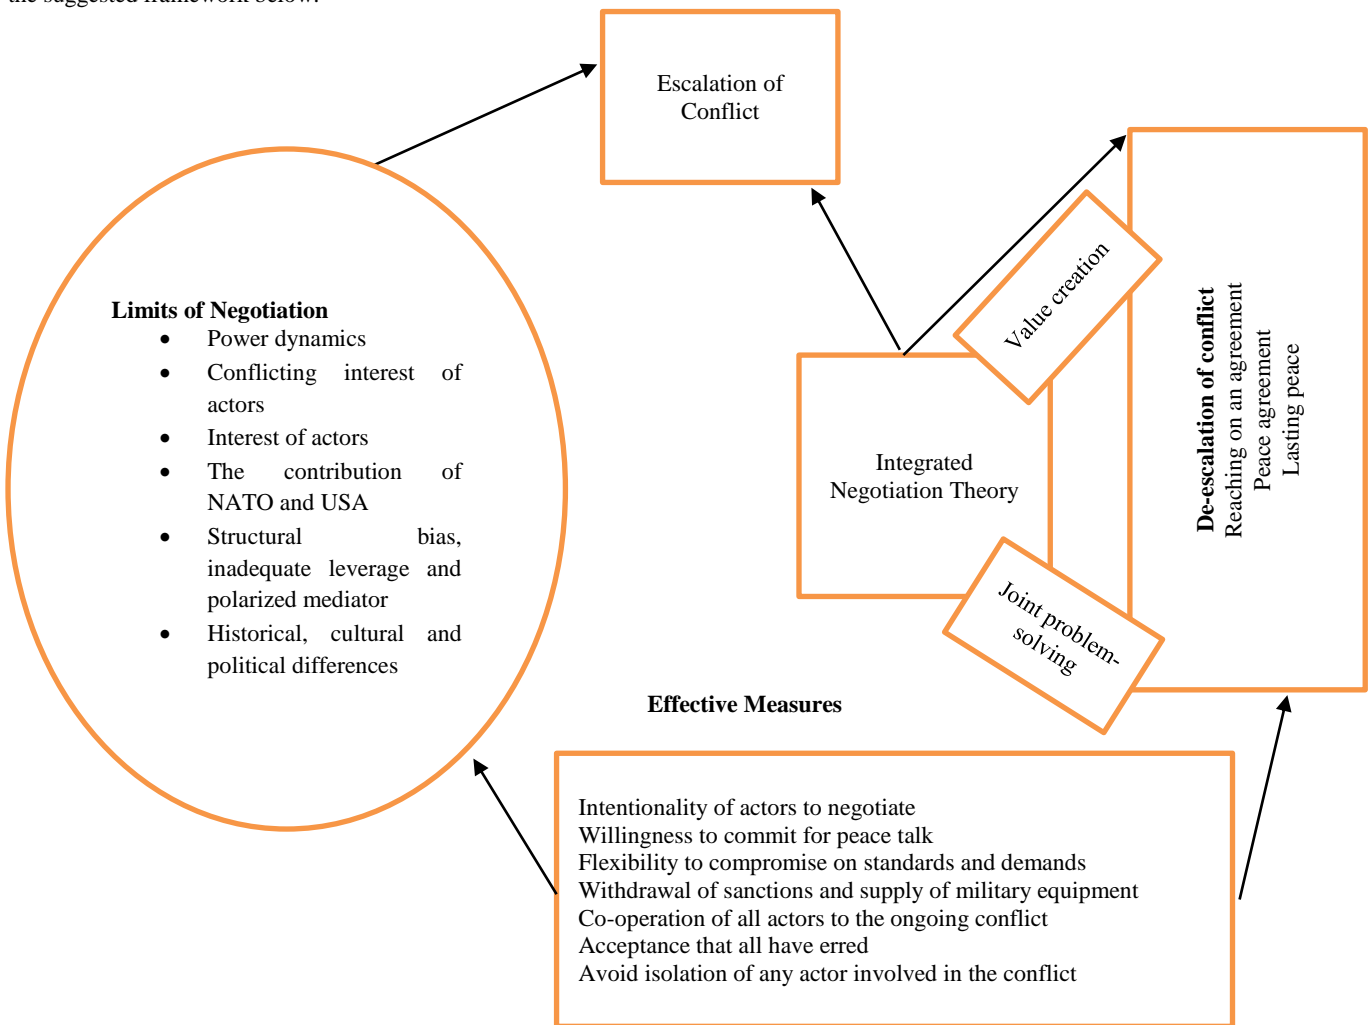 the suggested framework below.
Escalation of
Conflict
Limits of Negotiation
• Power dynamics
• Conflicting interest of
actors
• Interest of actors
• The contribution of
NATO and USA
• Structural bias,
inadequate leverage and
polarized mediator
• Historical, cultural and
political differences
Value creation
Integrated
Negotiation Theory
Joint problem-
solving
De-escalation of conflict
Reaching on an agreement
Peace agreement
Lasting peace
Effective Measures
Intentionality of actors to negotiate
Willingness to commit for peace talk
Flexibility to compromise on standards and demands
Withdrawal of sanctions and supply of military equipment
Co-operation of all actors to the ongoing conflict
Acceptance that all have erred
Avoid isolation of any actor involved in the conflict